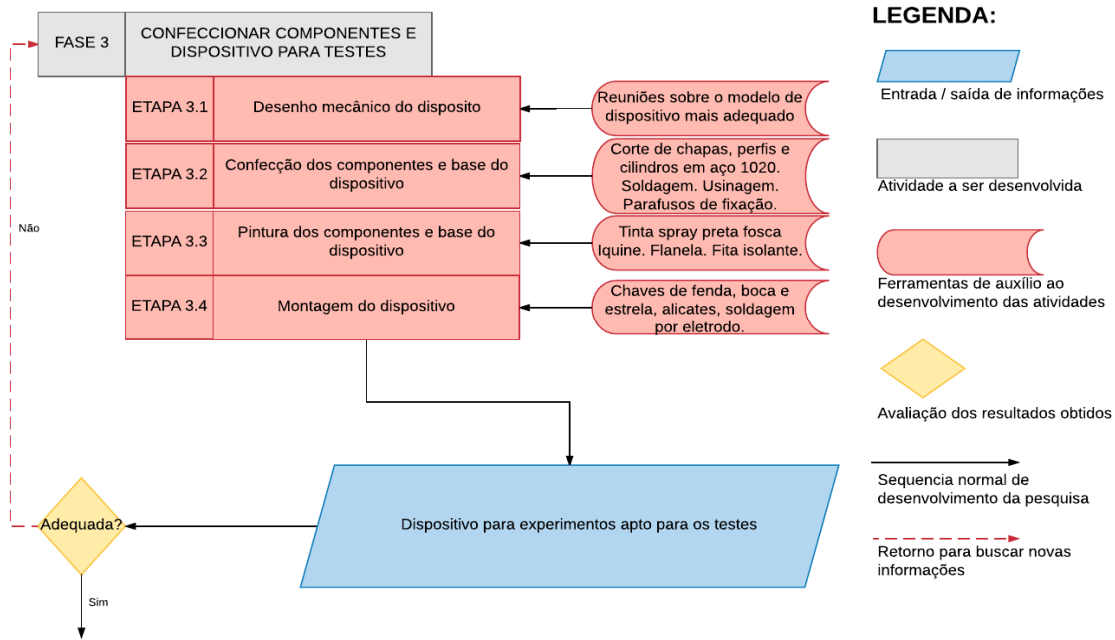 FASE 3
CONFECCIONAR COMPONENTES E
DISPOSITIVO PARA TESTES
ETAPA 3.1
Desenho mecânico do disposito
Reuniões sobre o modelo de
dispositivo mais adequado
ETAPA 3.2
Confecção dos componentes e base do
dispositivo
Corte de chapas, perfis e
cilindros em aço 1020.
Soldagem. Usinagem.
Parafusos de fixação.
ETAPA 3.3
Pintura dos componentes e base do
dispositivo
Tinta spray preta fosca
Iquine. Flanela. Fita isolante.
ETAPA 3.4
Montagem do dispositivo
Chaves de fenda, boca e
estrela, alicates, soldagem
por eletrodo.
Não
Dispositivo para experimentos apto para os testes
Adequada?
Sim
LEGENDA:
Entrada / saída de informações
Atividade a ser desenvolvida
Ferramentas de auxílio ao
desenvolvimento das atividades
Avaliação dos resultados obtidos
Sequencia normal de
desenvolvimento da pesquisa
Retorno para buscar novas
informações